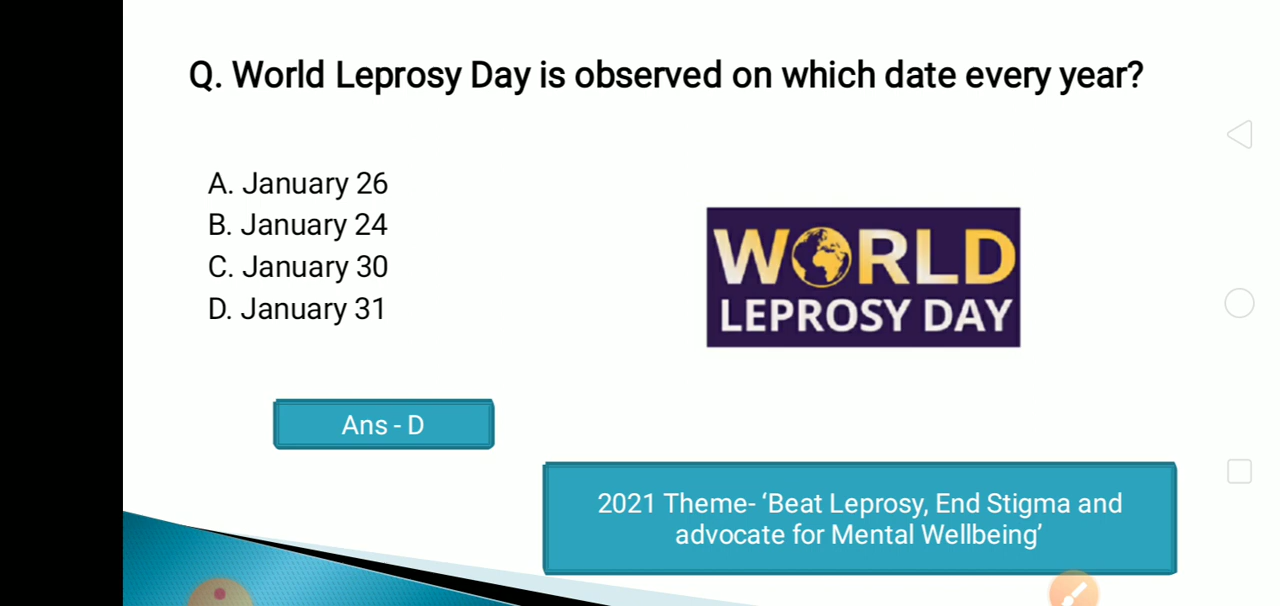 Q. World Leprosy Day is observed on which date every year?
A. January 26
B. January 24
C. January 30
D. January 31
WORLD
LEPROSY DAY
Ans - D
2021 Theme- ‘Beat Leprosy, End Stigma and
advocate for Mental Wellbeing’